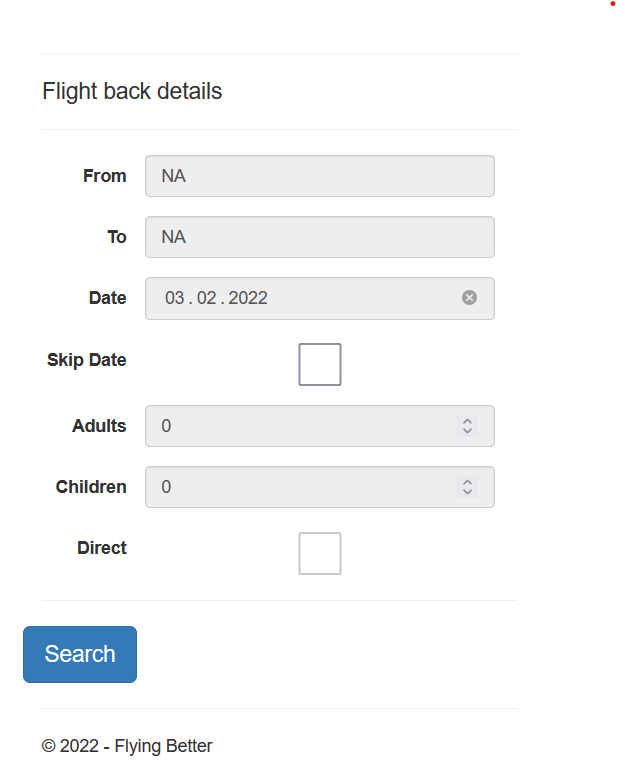 Flight back details
From NA
To NA
Date 03 . 02 . 2022
Skip Date
Adults 0
Children 0
Direct
Search
© 2022 - Flying Better